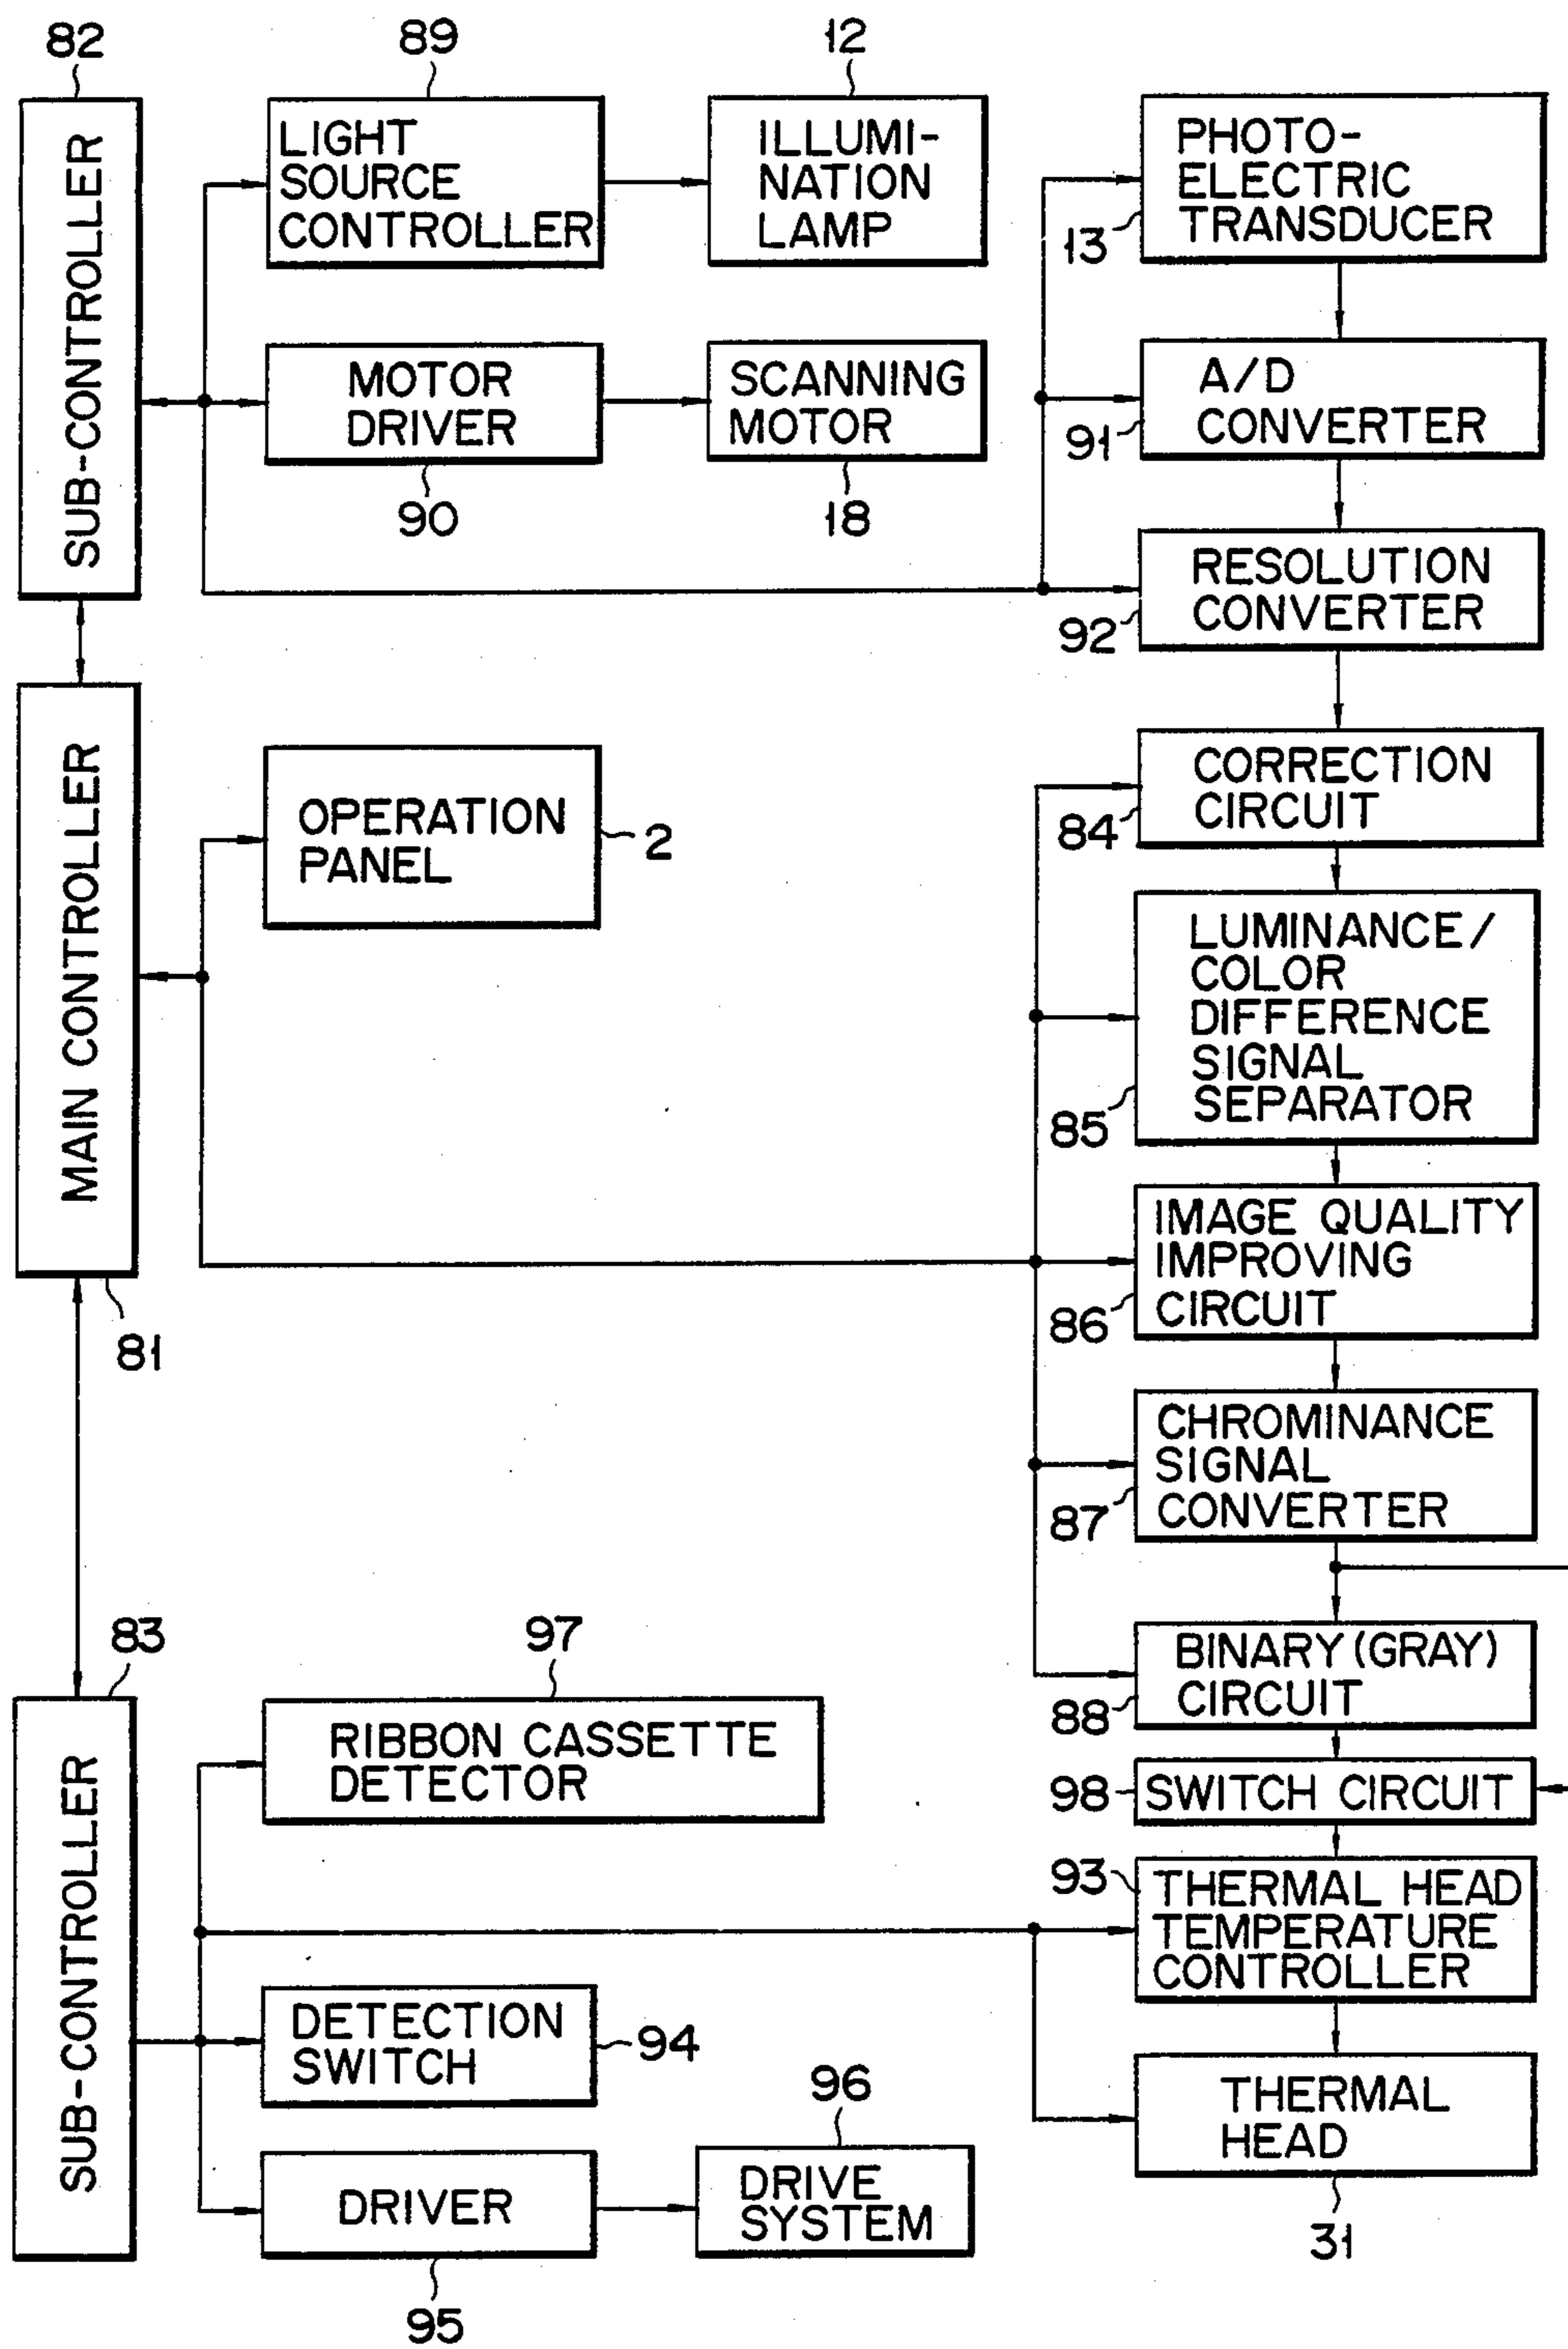 82
SUB-CONTROLLER
89
LIGHT
SOURCE
CONTROLLER
12
ILLUMI-
NATION
LAMP
PHOTO-
ELECTRIC
TRANSDUCER
13
MOTOR
DRIVER
90
SCANNING
MOTOR
18
A/D
CONVERTER
91
RESOLUTION
CONVERTER
92
MAIN CONTROLLER
81
OPERATION
PANEL
2
CORRECTION
CIRCUIT
84
LUMINANCE/
COLOR
DIFFERENCE
SIGNAL
SEPARATOR
85
IMAGE QUALITY
IMPROVING
CIRCUIT
86
CHROMINANCE
SIGNAL
CONVERTER
87
BINARY (GRAY)
CIRCUIT
88
98
SWITCH CIRCUIT
83
SUB-CONTROLLER
97
RIBBON CASSETTE
DETECTOR
93
THERMAL HEAD
TEMPERATURE
CONTROLLER
DETECTION
SWITCH
94
THERMAL
HEAD
31
DRIVER
95
96
DRIVE
SYSTEM